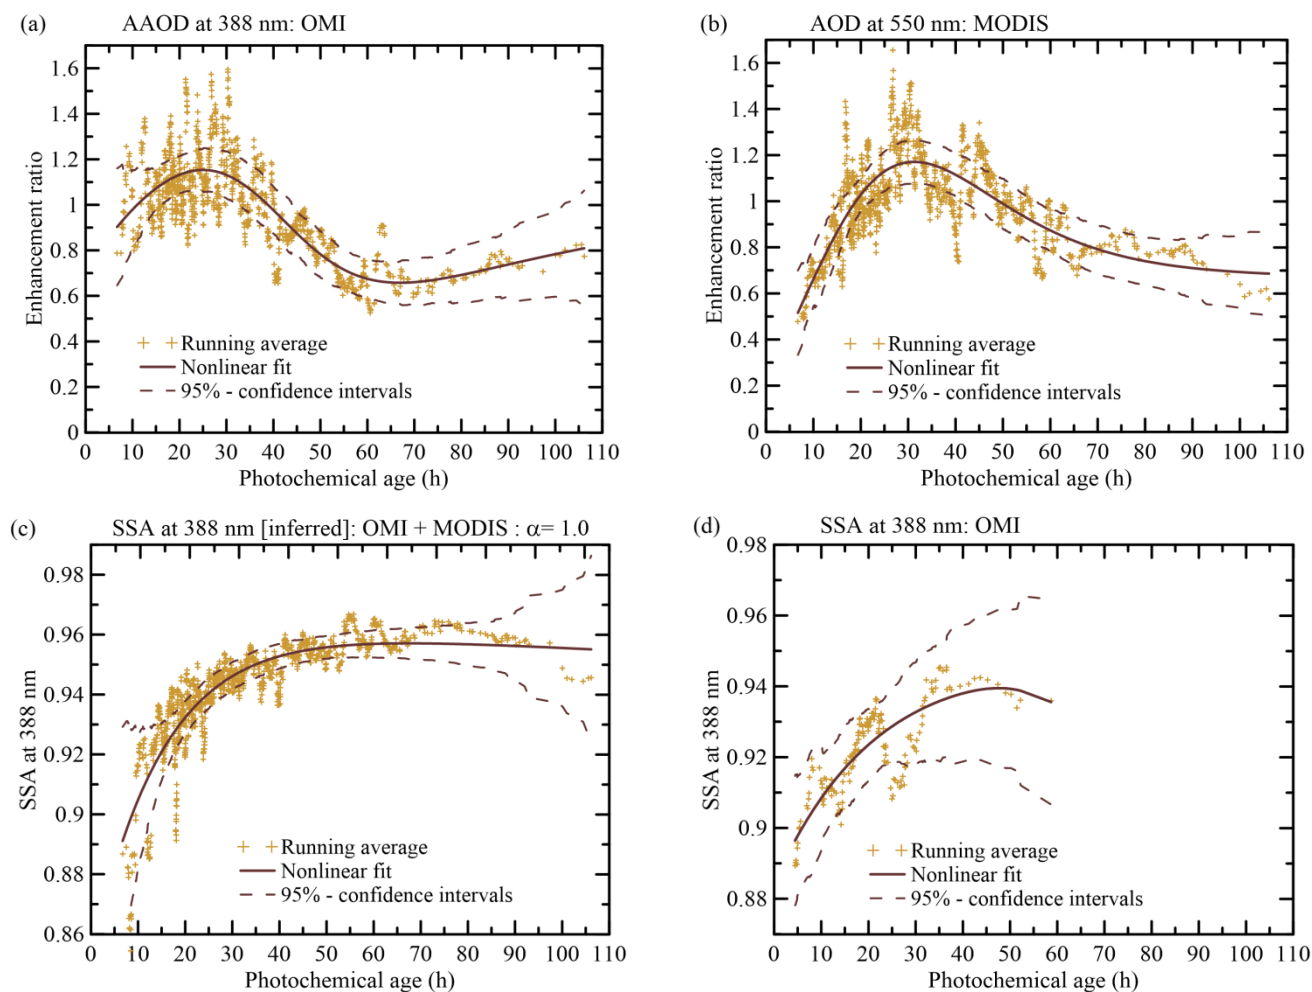 (a) AAOD at 388 nm: OMI
Enhancement ratio
1.6
1.4
1.2
1
0.8
0.6
0.4
0.2
0
Running average
Nonlinear fit
95% - confidence intervals
0 10 20 30 40 50 60 70 80 90 100 110
Photochemical age (h)
(b) AOD at 550 nm: MODIS
Enhancement ratio
1.6
1.4
1.2
1
0.8
0.6
0.4
0.2
0
Running average
Nonlinear fit
95% - confidence intervals
0 10 20 30 40 50 60 70 80 90 100 110
Photochemical age (h)
(c) SSA at 388 nm [inferred]: OMI + MODIS : α= 1.0
SSA at 388 nm
0.98
0.96
0.94
0.92
0.9
0.88
0.86
Running average
Nonlinear fit
95% - confidence intervals
0 10 20 30 40 50 60 70 80 90 100 110
Photochemical age (h)
(d) SSA at 388 nm: OMI
SSA at 388 nm
0.98
0.96
0.94
0.92
0.9
0.88
Running average
Nonlinear fit
95% - confidence intervals
0 10 20 30 40 50 60 70 80 90 100 110
Photochemical age (h)